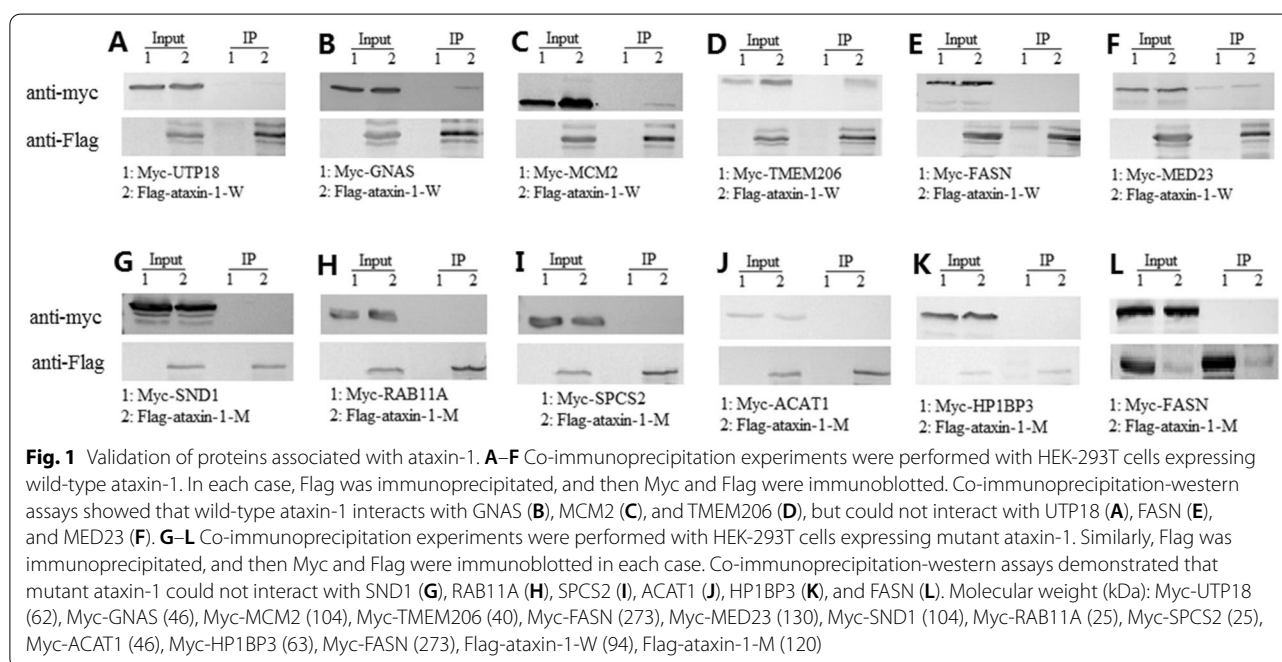 A Input IP B Input IP C Input IP D Input IP E Input IP F Input IP
1 2 1 2 1 2 1 2 1 2 1 2 1 2 1 2 1 2 1 2 1 2 1 2
anti-myc
anti-Flag
1: Myc-UTP18 1: Myc-GNAS 1: Myc-MCM2 1: Myc-TMEM206 1: Myc-FASN 1: Myc-MED23
2: Flag-ataxin-1-W 2: Flag-ataxin-1-W 2: Flag-ataxin-1-W 2: Flag-ataxin-1-W 2: Flag-ataxin-1-W 2: Flag-ataxin-1-W
G Input IP H Input IP I Input IP J Input IP K Input IP L Input IP
1 2 1 2 1 2 1 2 1 2 1 2 1 2 1 2 1 2 1 2 1 2 1 2
anti-myc
anti-Flag
1: Myc-SND1 1: Myc-RAB11A 1: Myc-SPCS2 1: Myc-ACAT1 1: Myc-HP1BP3 1: Myc-FASN
2: Flag-ataxin-1-M 2: Flag-ataxin-1-M 2: Flag-ataxin-1-M 2: Flag-ataxin-1-M 2: Flag-ataxin-1-M 2: Flag-ataxin-1-M
Fig. 1 Validation of proteins associated with ataxin-1. A–F Co-immunoprecipitation experiments were performed with HEK-293T cells expressing
wild-type ataxin-1. In each case, Flag was immunoprecipitated, and then Myc and Flag were immunoblotted. Co-immunoprecipitation-western
assays showed that wild-type ataxin-1 interacts with GNAS (B), MCM2 (C), and TMEM206 (D), but could not interact with UTP18 (A), FASN (E),
and MED23 (F). G–L Co-immunoprecipitation experiments were performed with HEK-293T cells expressing mutant ataxin-1. Similarly, Flag was
immunoprecipitated, and then Myc and Flag were immunoblotted in each case. Co-immunoprecipitation-western assays demonstrated that
mutant ataxin-1 could not interact with SND1 (G), RAB11A (H), SPCS2 (I), ACAT1 (J), HP1BP3 (K), and FASN (L). Molecular weight (kDa): Myc-UTP18
(62), Myc-GNAS (46), Myc-MCM2 (104), Myc-TMEM206 (40), Myc-FASN (273), Myc-MED23 (130), Myc-SND1 (104), Myc-RAB11A (25), Myc-SPCS2 (25),
Myc-ACAT1 (46), Myc-HP1BP3 (63), Myc-FASN (273), Flag-ataxin-1-W (94), Flag-ataxin-1-M (120)